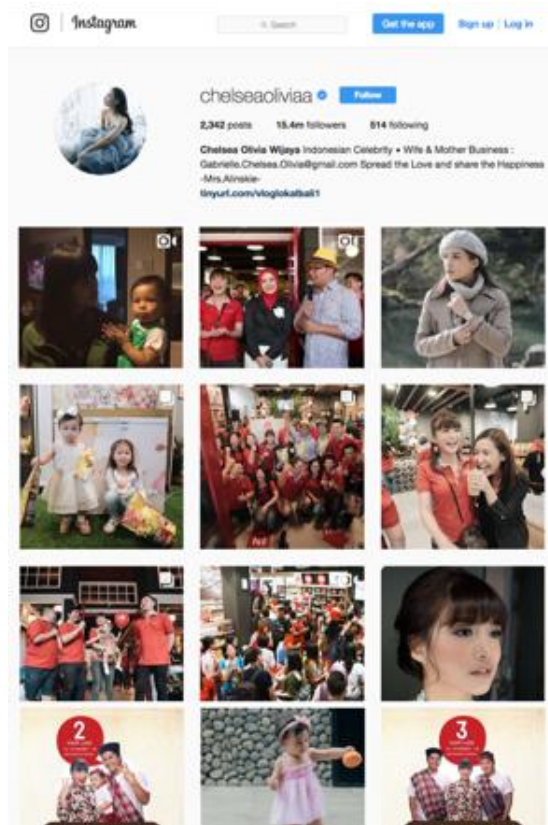 Instagram
Search
Get the app
Sign up | Log in
chelseaoliviaa
Follow
2,342 posts 15.4m followers 514 following
Chelsea Olivia Wijaya Indonesian Celebrity • Wife & Mother Business :
Gabrielle.Chelsea.Olivia@gmail.com Spread the Love and share the Happiness
-Mrs.Alinskie-
tinyurl.com/vloglokalbali1
2
3